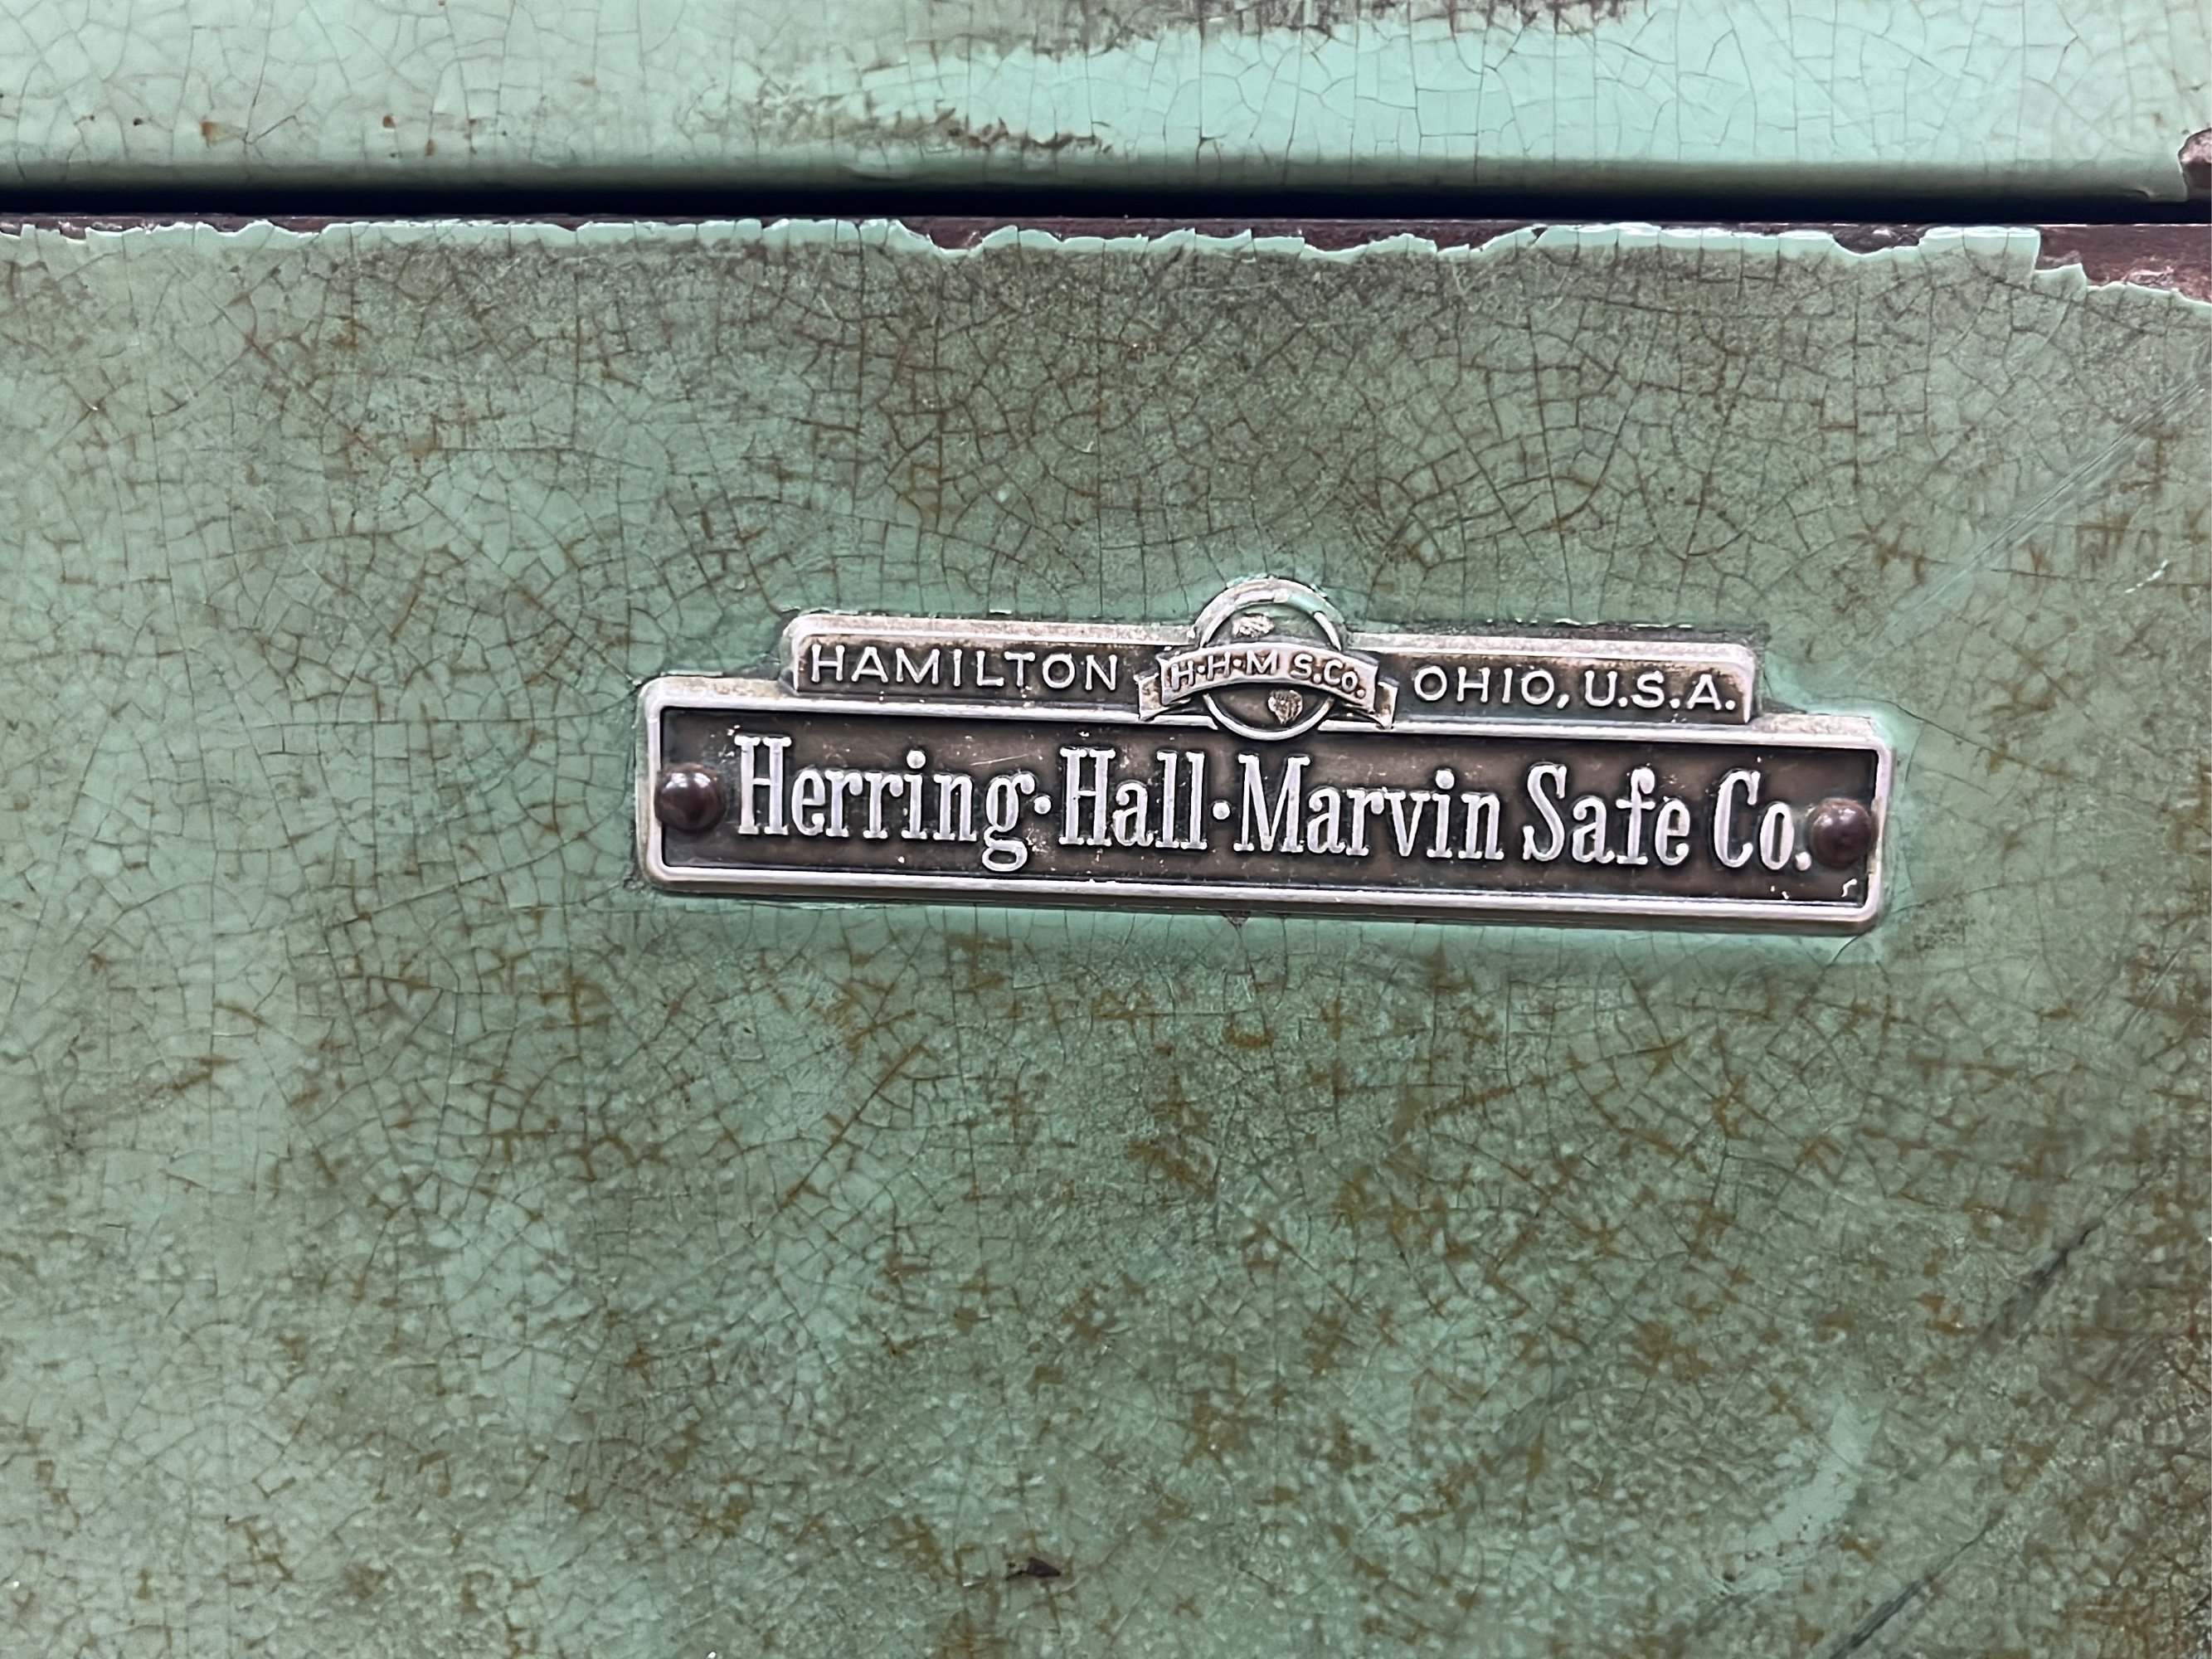 HAMILTON H·H·M S.Co. OHIO, U.S.A.
Herring·Hall·Marvin Safe Co.